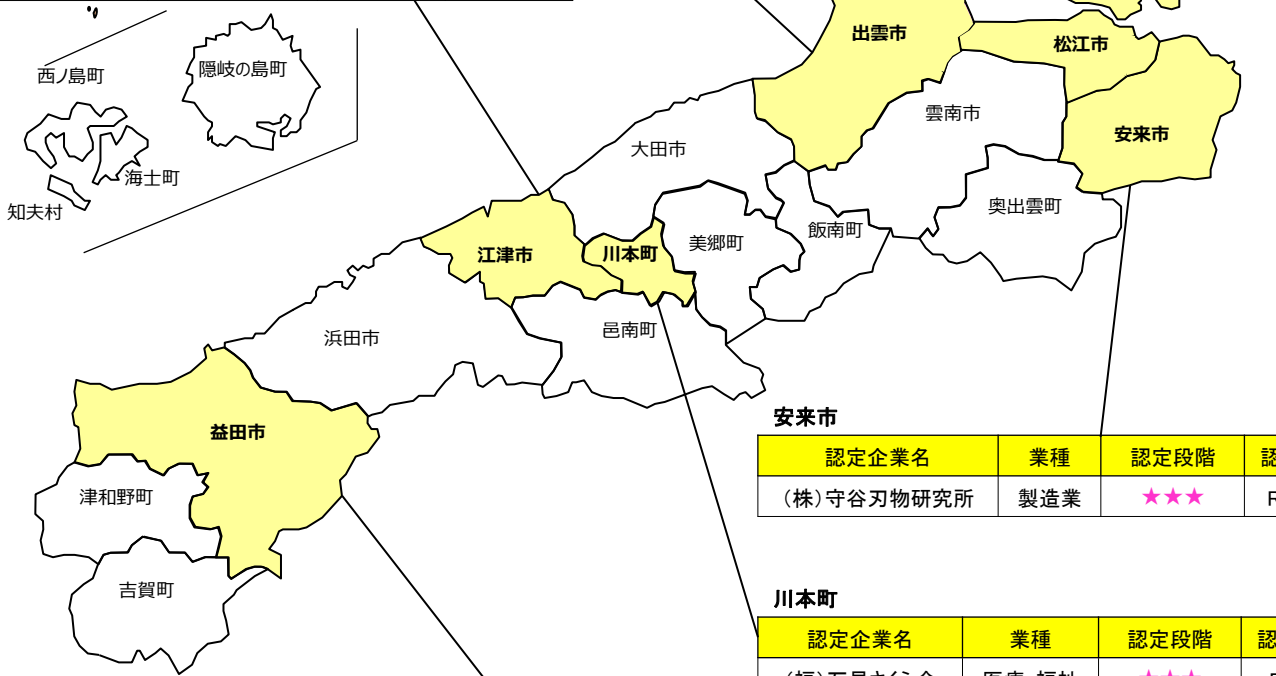 出雲市
松江市
西ノ島町
隠岐の島町
雲南市
安来市
大田市
海士町
知夫村
奥出雲町
飯南町
美郷町
川本町
江津市
邑南町
浜田市
益田市
津和野町
吉賀町
安来市
認定企業名 業種 認定段階
(株)守谷刃物研究所 製造業 ★★★
川本町
認定企業名 業種 認定段階